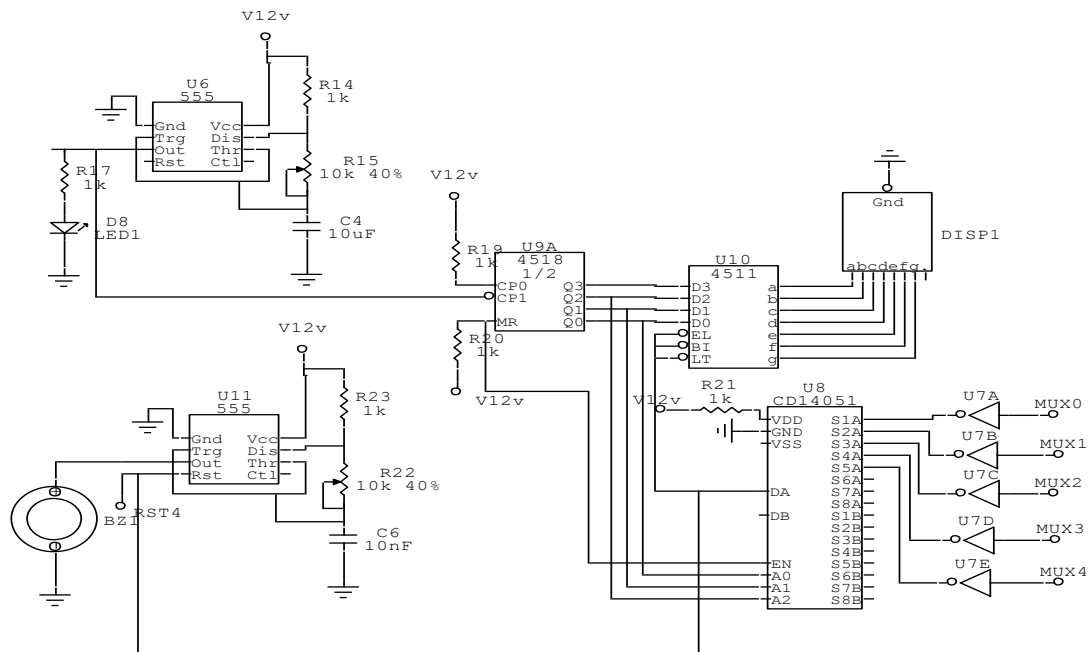 V12v
U6
555
Gnd Vcc
Trg Dis
Out Thr
Rst Ctl
R14
1k
R15
10k 40%
C4
10uF
R17
1k
D8
LED1
V12v
R19
1k
U9A
4518
1/2
CP0 Q3
CP1 Q2
Q1
MR Q0
R20
1k
V12v
U10
4511
D3 a
D2 b
D1 c
D0 d
EL e
BI f
LT g
Gnd
abcdefg.
DISP1
V12v
U11
555
Gnd Vcc
Trg Dis
Out Thr
Rst Ctl
R23
1k
R22
10k 40%
C6
10nF
BZ1
RST4
V12v
R21
1k
U8
CD14051
VDD S1A
GND S2A
VSS S3A
S4A
S5A
S6A
DA S7A
S8A
DB S1B
S2B
S3B
S4B
EN S5B
A0 S6B
A1 S7B
A2 S8B
U7A
MUX0
U7B
MUX1
U7C
MUX2
U7D
MUX3
U7E
MUX4